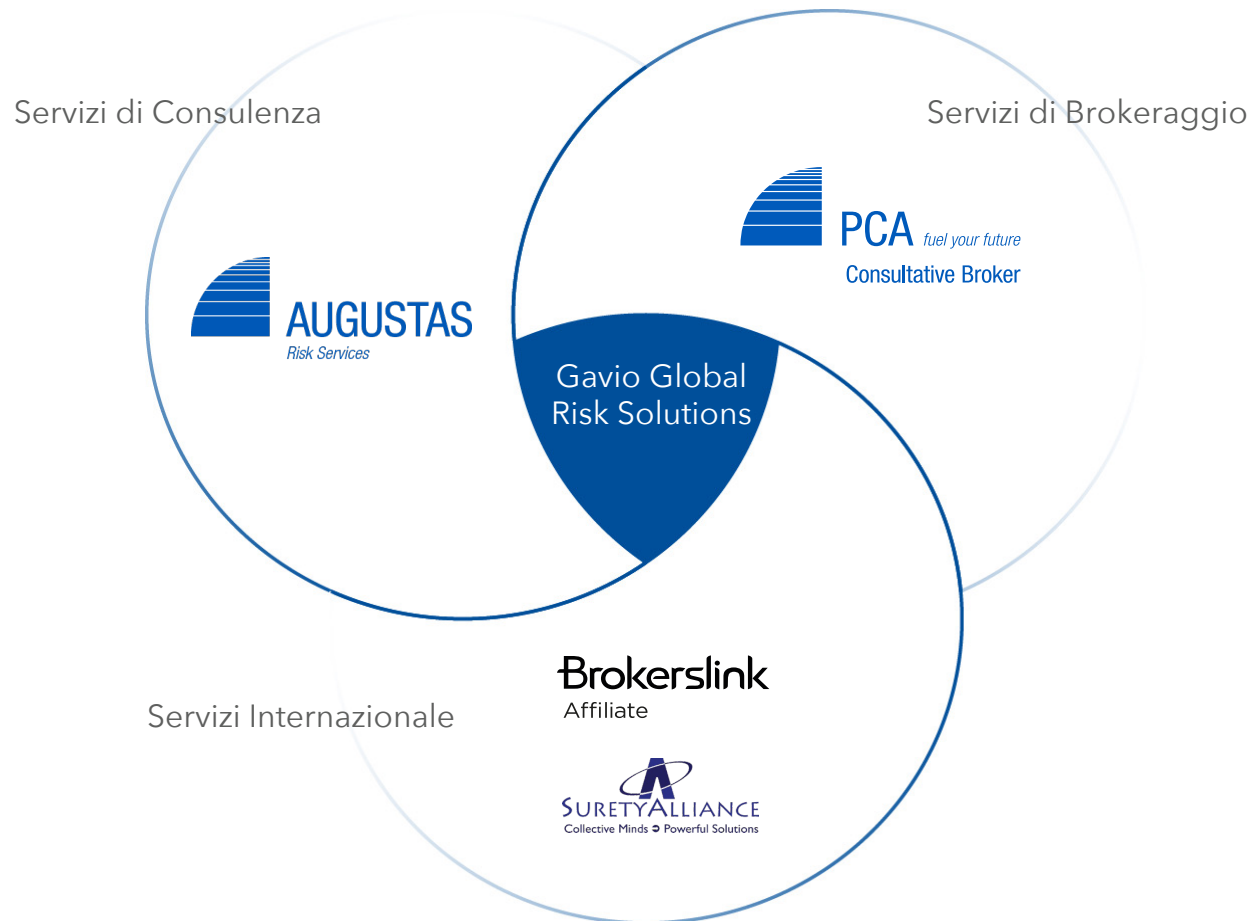 Servizi di Consulenza
Servizi di Brokeraggio
PCA fuel your future
Consultative Broker
AUGUSTAS
Risk Services
Gavio Global
Risk Solutions
Brokerslink
Affiliate
Servizi Internazionale
SURETYALLIANCE
Collective Minds Powerful Solutions